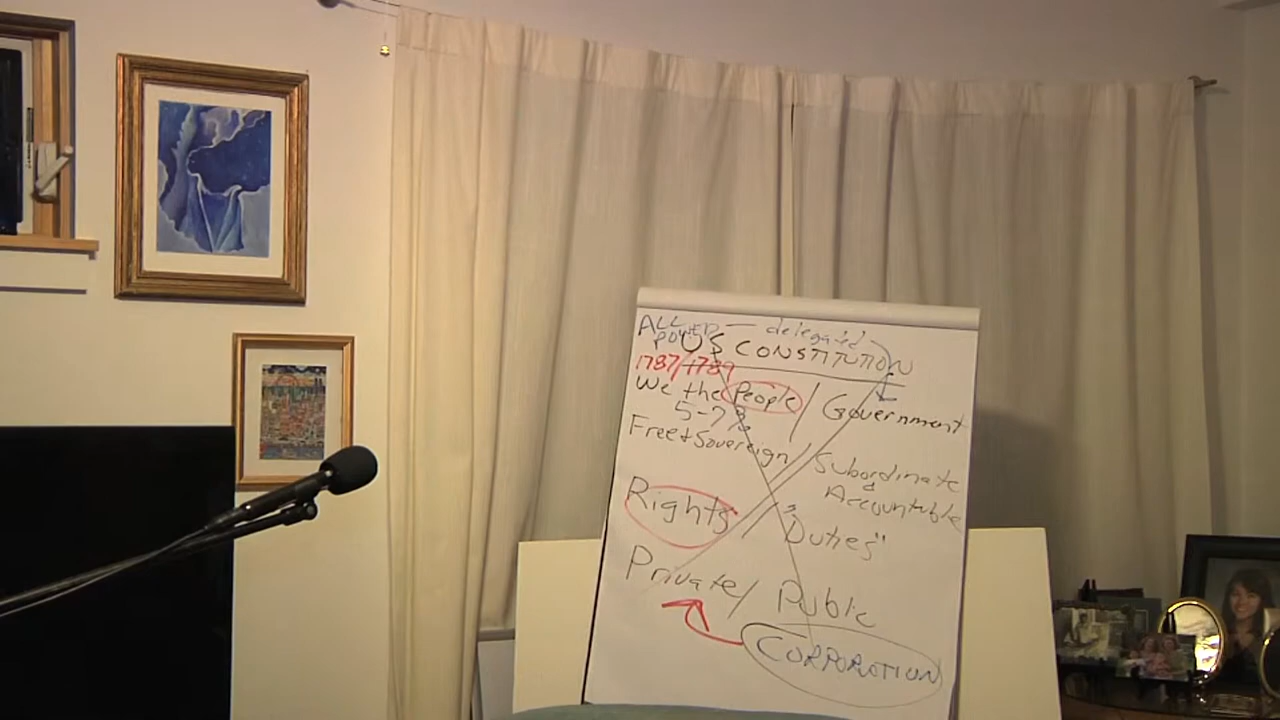 ALL POWER — delegated
US CONSTITUTION
1787/1789
We the People / Government
5-7%
Free & Sovereign / Subordinate & Accountable
Rights / "Duties"
Private / Public
CORPORATION